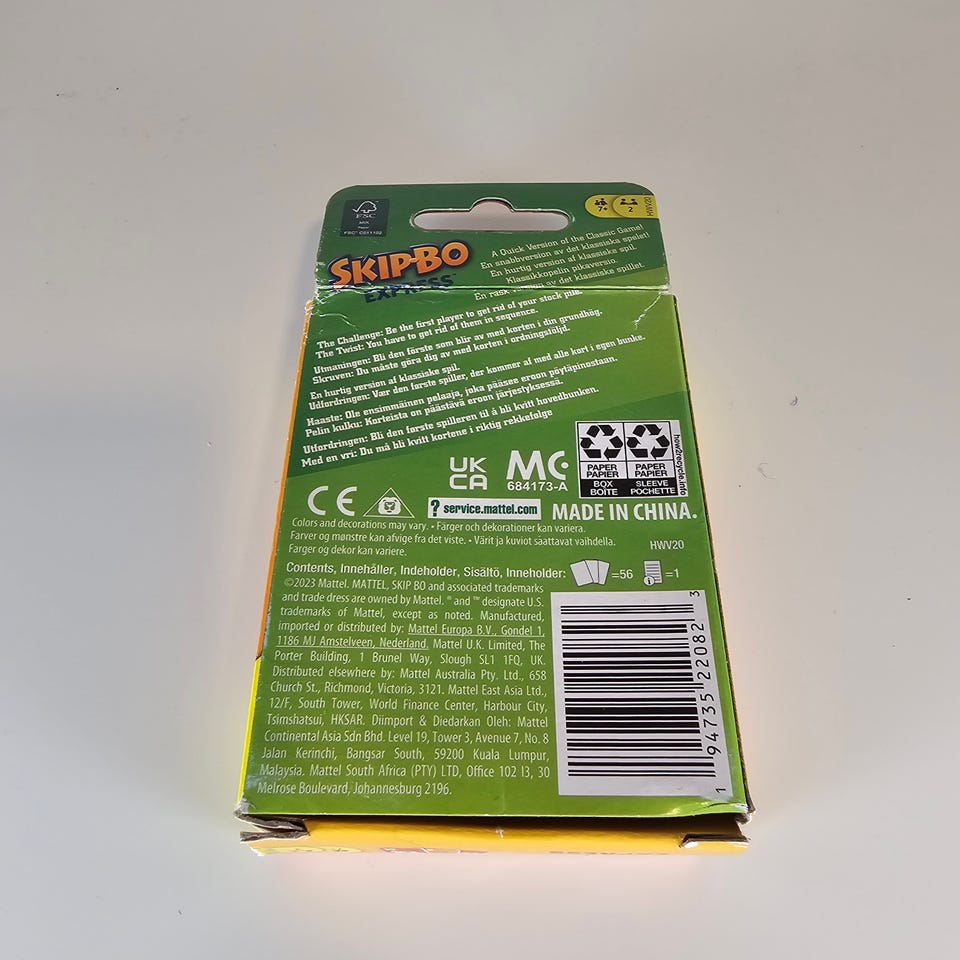 FSC
MIX
Paper
FSC® C011102
7+
2
HWV20
SKIP-BO
EXPRESS™
A Quick Version of the Classic Game!
En snabbversion av det klassiska spelet!
En hurtig version af klassiske spil.
Klassikkopelin pikaversio.
En rask versjon av det klassiske spillet.
The Challenge: Be the first player to get rid of your stock pile.
The Twist: You have to get rid of them in sequence.
Utmaningen: Bli den förste som blir av med korten i din grundhög.
Skruven: Du måste göra dig av med korten i ordningsföljd.
En hurtig version af klassiske spil.
Udfordringen: Vær den første spiller, der kommer af med alle kort i egen bunke.
Haaste: Ole ensimmäinen pelaaja, joka pääsee eroon pöytäpinostaan.
Pelin kulku: Korteista on päästävä eroon järjestyksessä.
Utfordringen: Bli den første spilleren til å bli kvitt hovedbunken.
Med en vri: Du må bli kvitt kortene i riktig rekkefølge
UK
CA
MC
684173-A
PAPER
PAPIER
BOX
BOÎTE
PAPER
PAPIER
SLEEVE
POCHETTE
how2recycle.info
CE
? service.mattel.com
MADE IN CHINA.
Colors and decorations may vary. • Färger och dekorationer kan variera.
Farver og mønstre kan afvige fra det viste. • Värit ja kuviot saattavat vaihdella.
Farger og dekor kan variere.
HWV20
Contents, Innehåller, Indeholder, Sisältö, Inneholder: =56 =1
©2023 Mattel. MATTEL, SKIP BO and associated trademarks
and trade dress are owned by Mattel. ® and ™ designate U.S.
trademarks of Mattel, except as noted. Manufactured,
imported or distributed by: Mattel Europa B.V., Gondel 1,
1186 MJ Amstelveen, Nederland. Mattel U.K. Limited, The
Porter Building, 1 Brunel Way, Slough SL1 1FQ, UK.
Distributed elsewhere by: Mattel Australia Pty. Ltd., 658
Church St., Richmond, Victoria, 3121. Mattel East Asia Ltd.,
12/F, South Tower, World Finance Center, Harbour City,
Tsimshatsui, HKSAR. Diimport & Diedarkan Oleh: Mattel
Continental Asia Sdn Bhd. Level 19, Tower 3, Avenue 7, No. 8
Jalan Kerinchi, Bangsar South, 59200 Kuala Lumpur,
Malaysia. Mattel South Africa (PTY) LTD, Office 102 I3, 30
Melrose Boulevard, Johannesburg 2196.
1 94735 22082 3